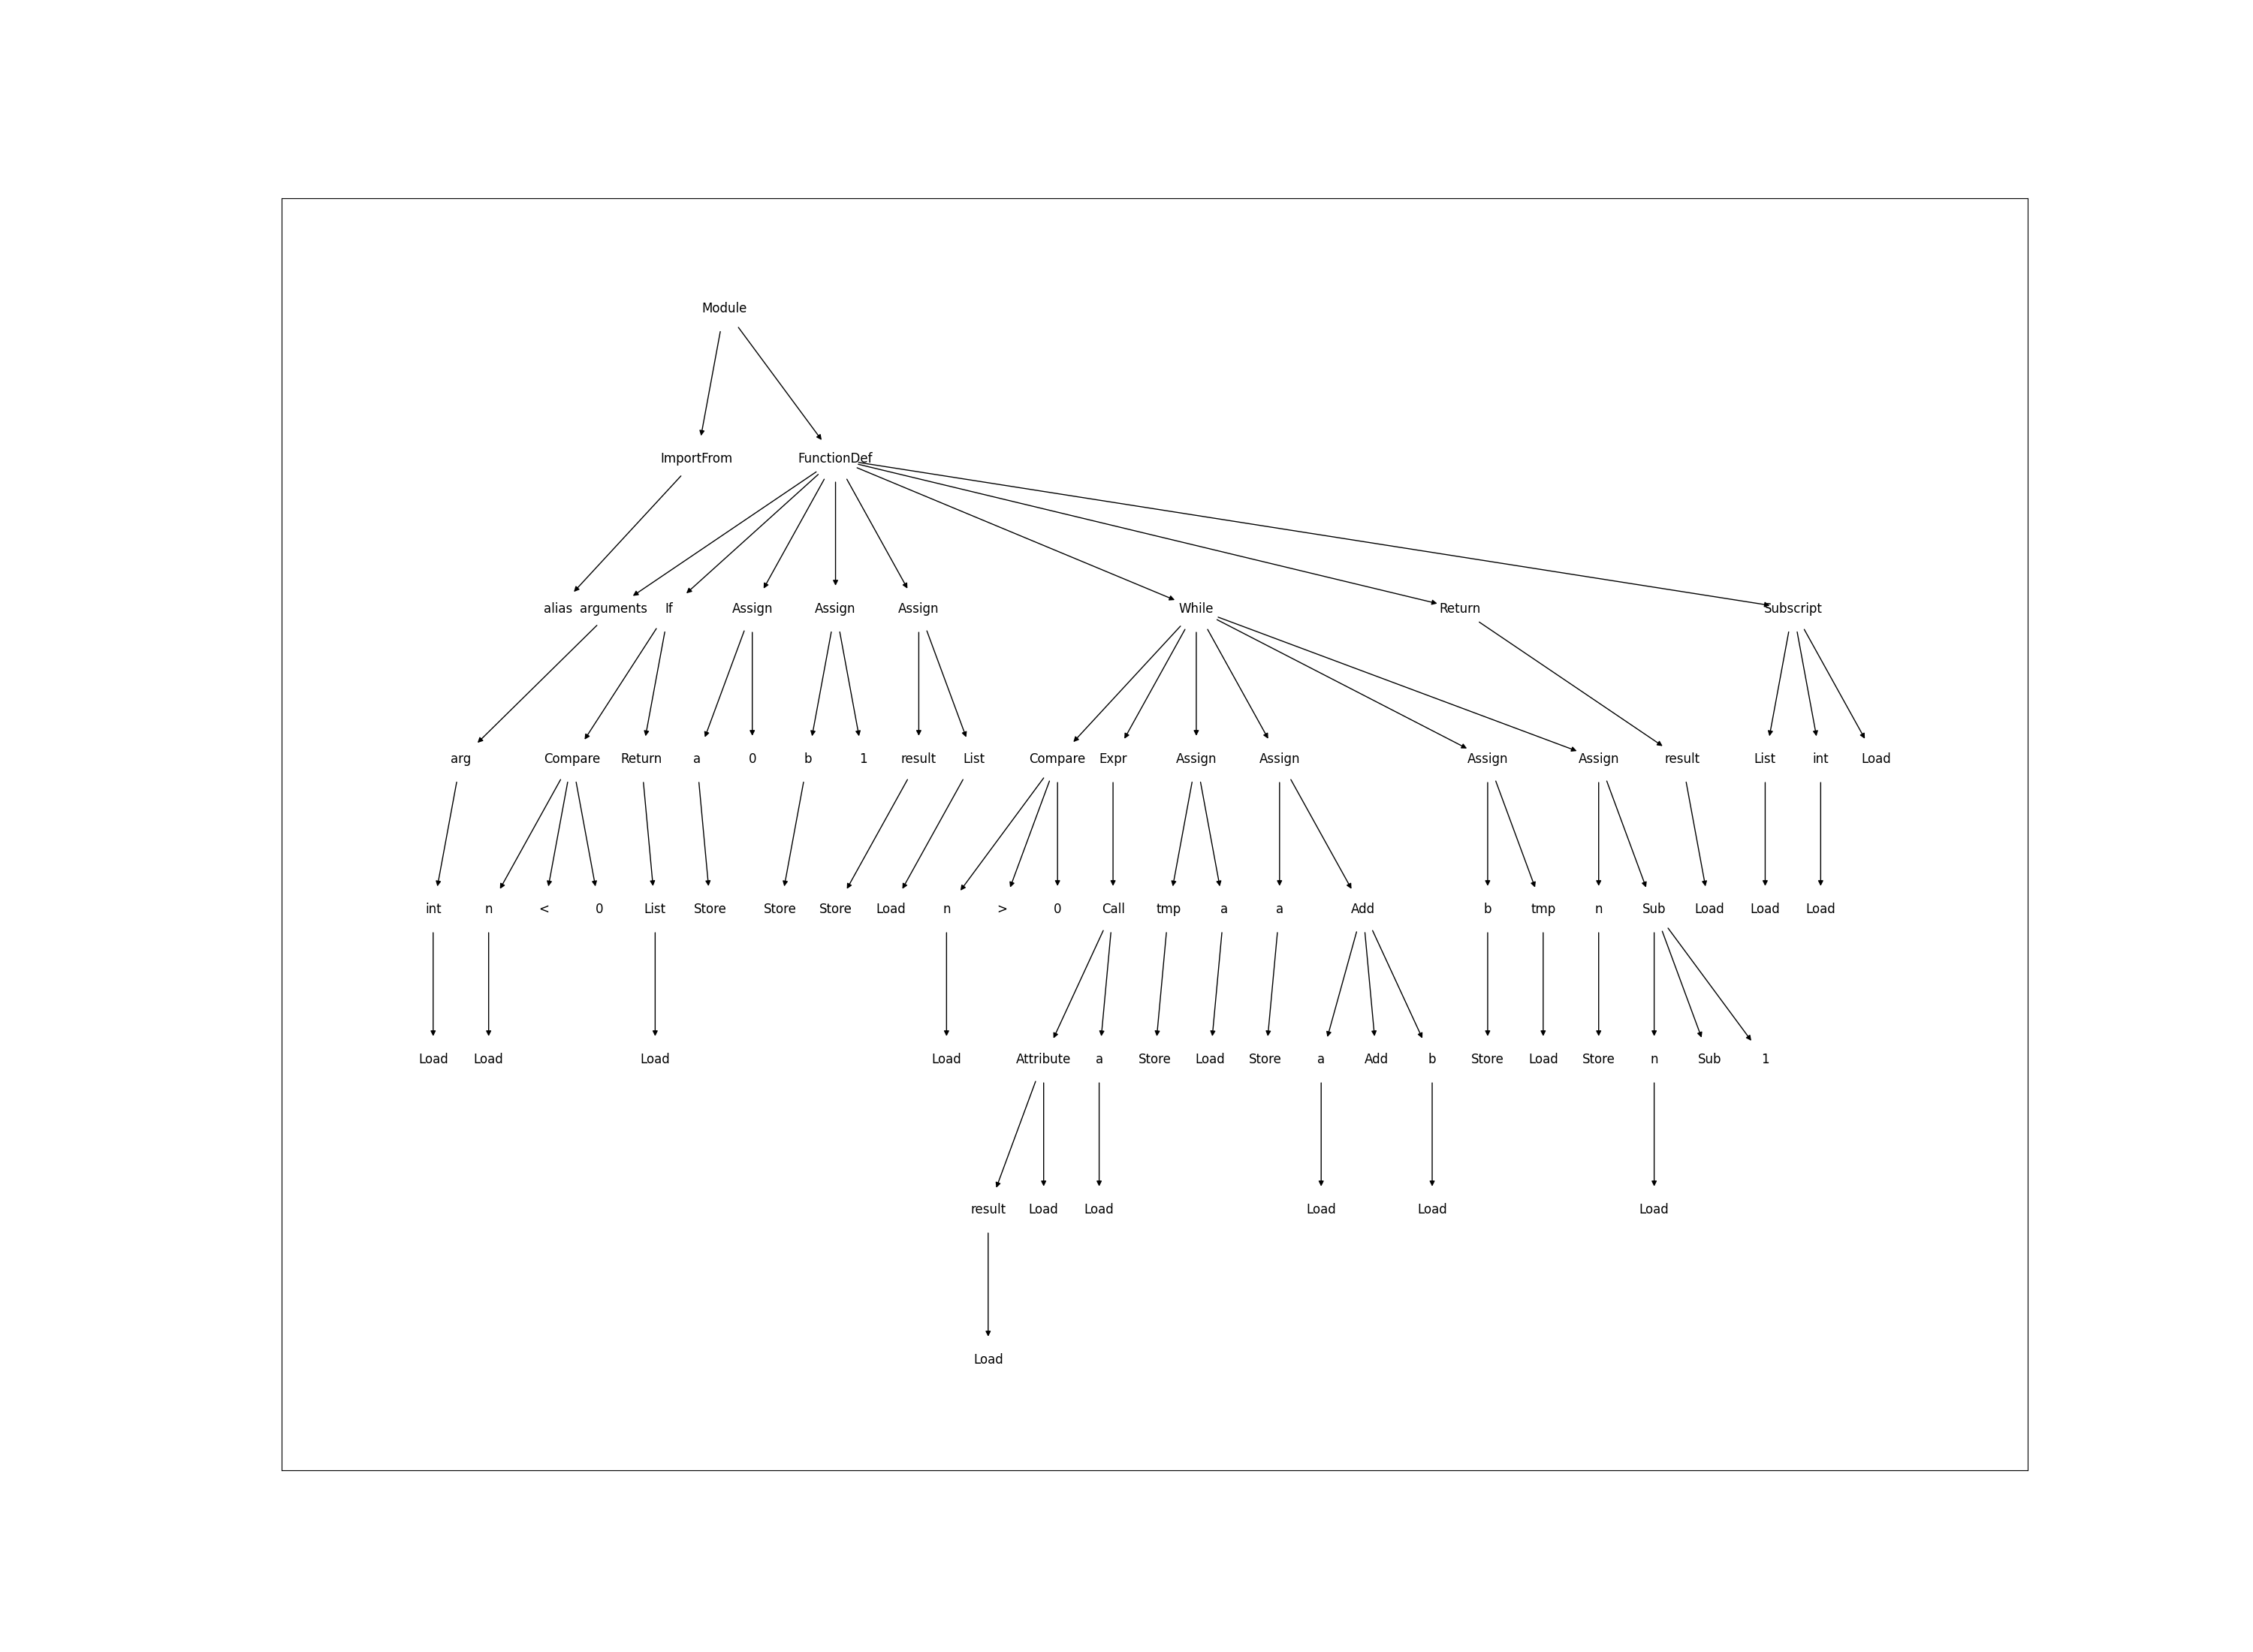 Module
ImportFrom FunctionDef
alias arguments If Assign Assign Assign While Return Subscript
arg Compare Return a 0 b 1 result List Compare Expr Assign Assign Assign Assign result List int Load
int n < 0 List Store Store Store Load n > 0 Call tmp a a Add b tmp n Sub Load Load Load
Load Load Load Load Attribute a Store Load Store a Add b Store Load Store n Sub 1
result Load Load Load Load Load
Load